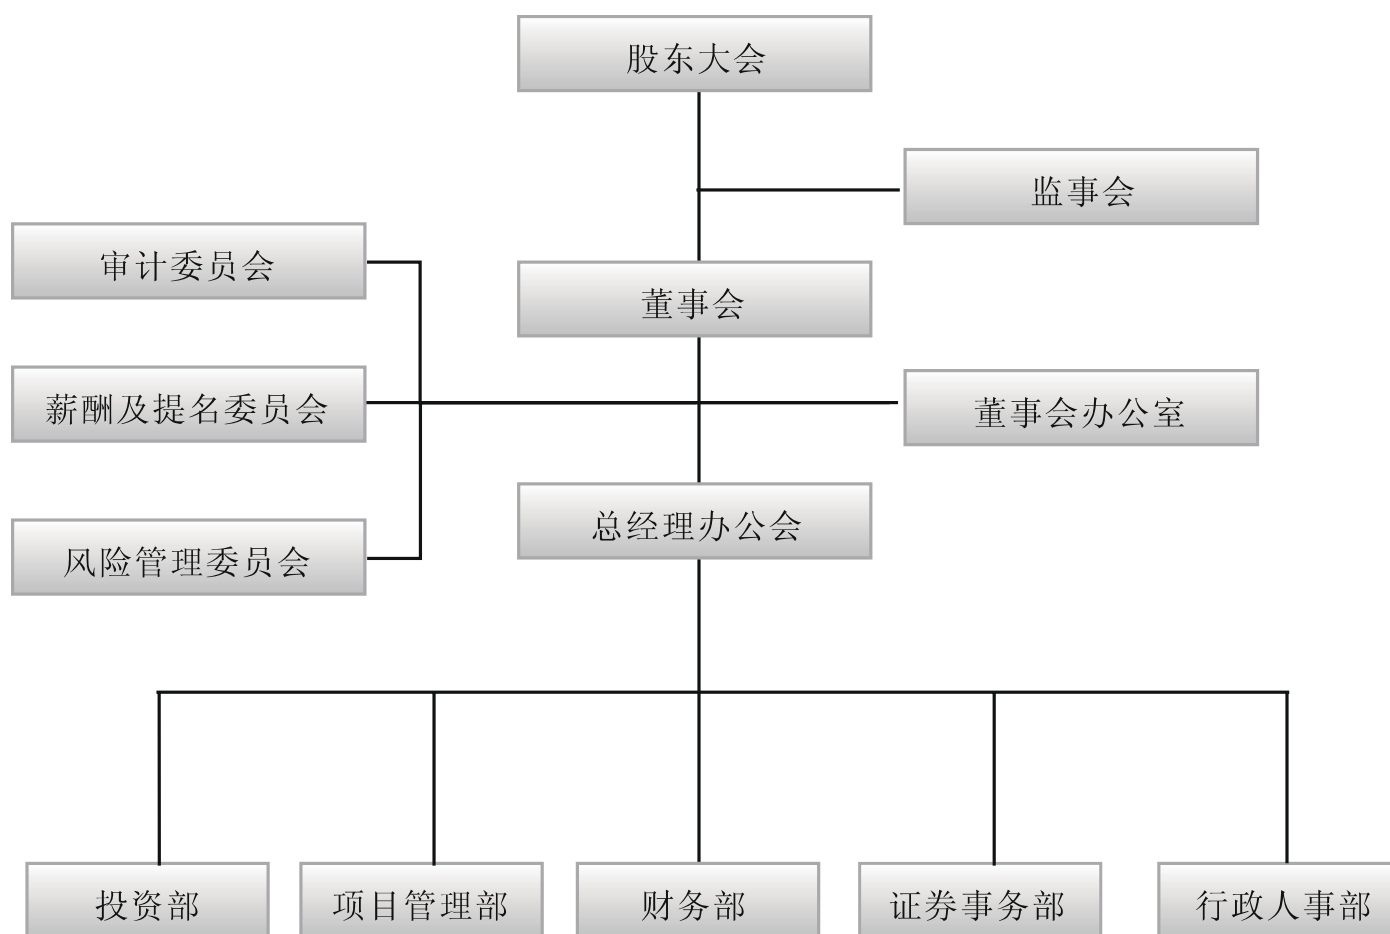 股东大会
监事会
审计委员会
董事会
薪酬及提名委员会
董事会办公室
总经理办公会
风险管理委员会
投资部
项目管理部
财务部
证券事务部
行政人事部